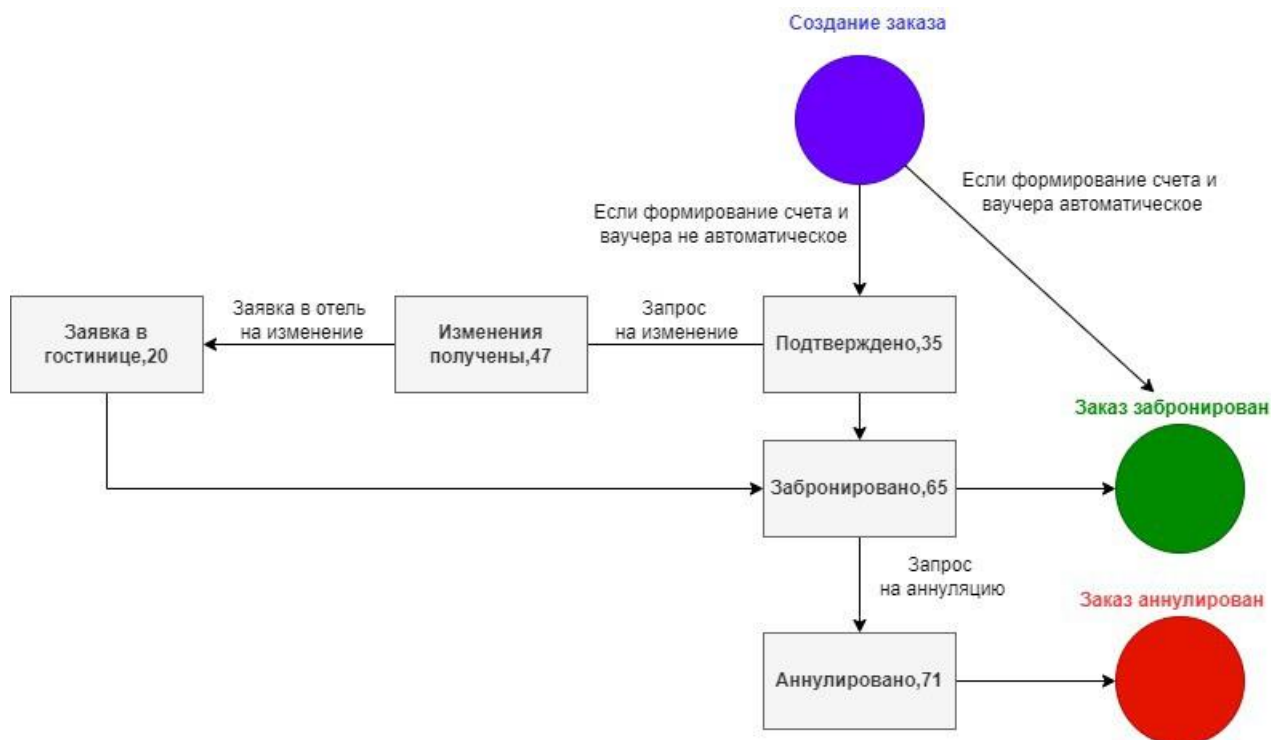 Создание заказа
Если формирование счета и
ваучера автоматическое
Если формирование счета и
ваучера не автоматическое
Заявка в
гостинице,20
Заявка в отель
на изменение
Изменения
получены,47
Запрос
на изменение
Подтверждено,35
Заказ забронирован
Забронировано,65
Запрос
на аннуляцию
Заказ аннулирован
Аннулировано,71